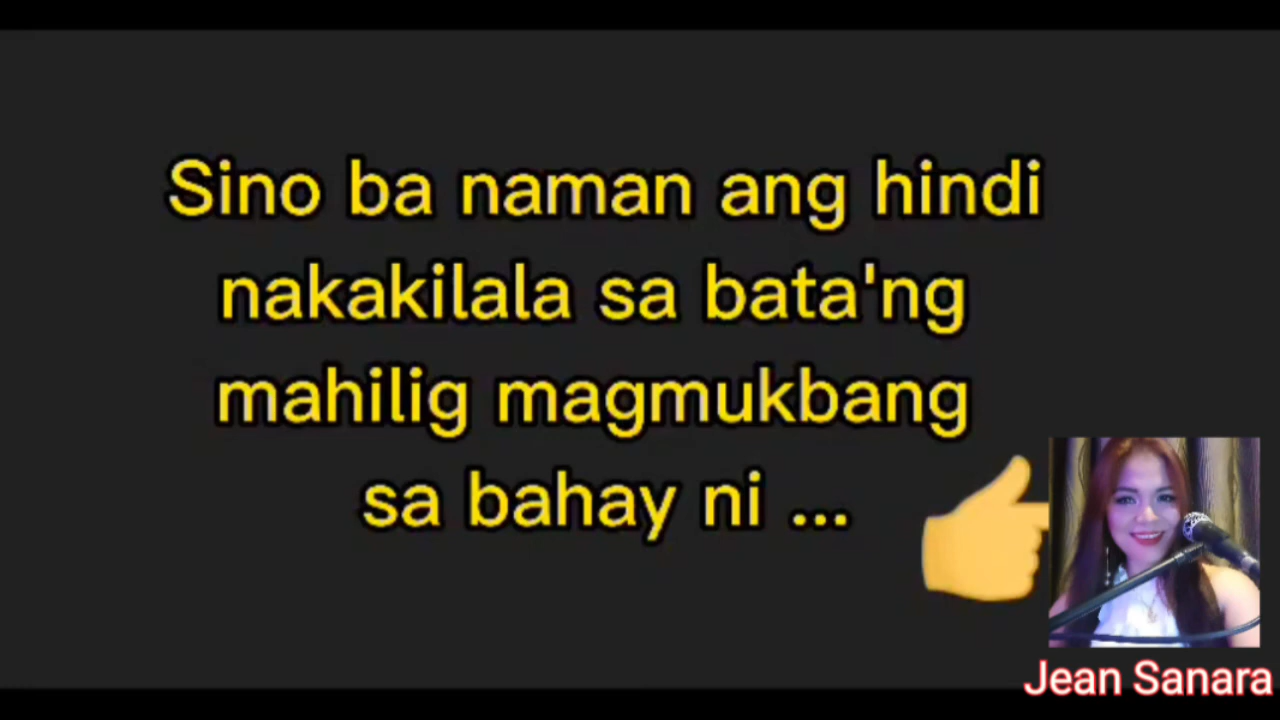 Sino ba naman ang hindi
nakakilala sa bata'ng
mahilig magmukbang
sa bahay ni ...
Jean Sanara